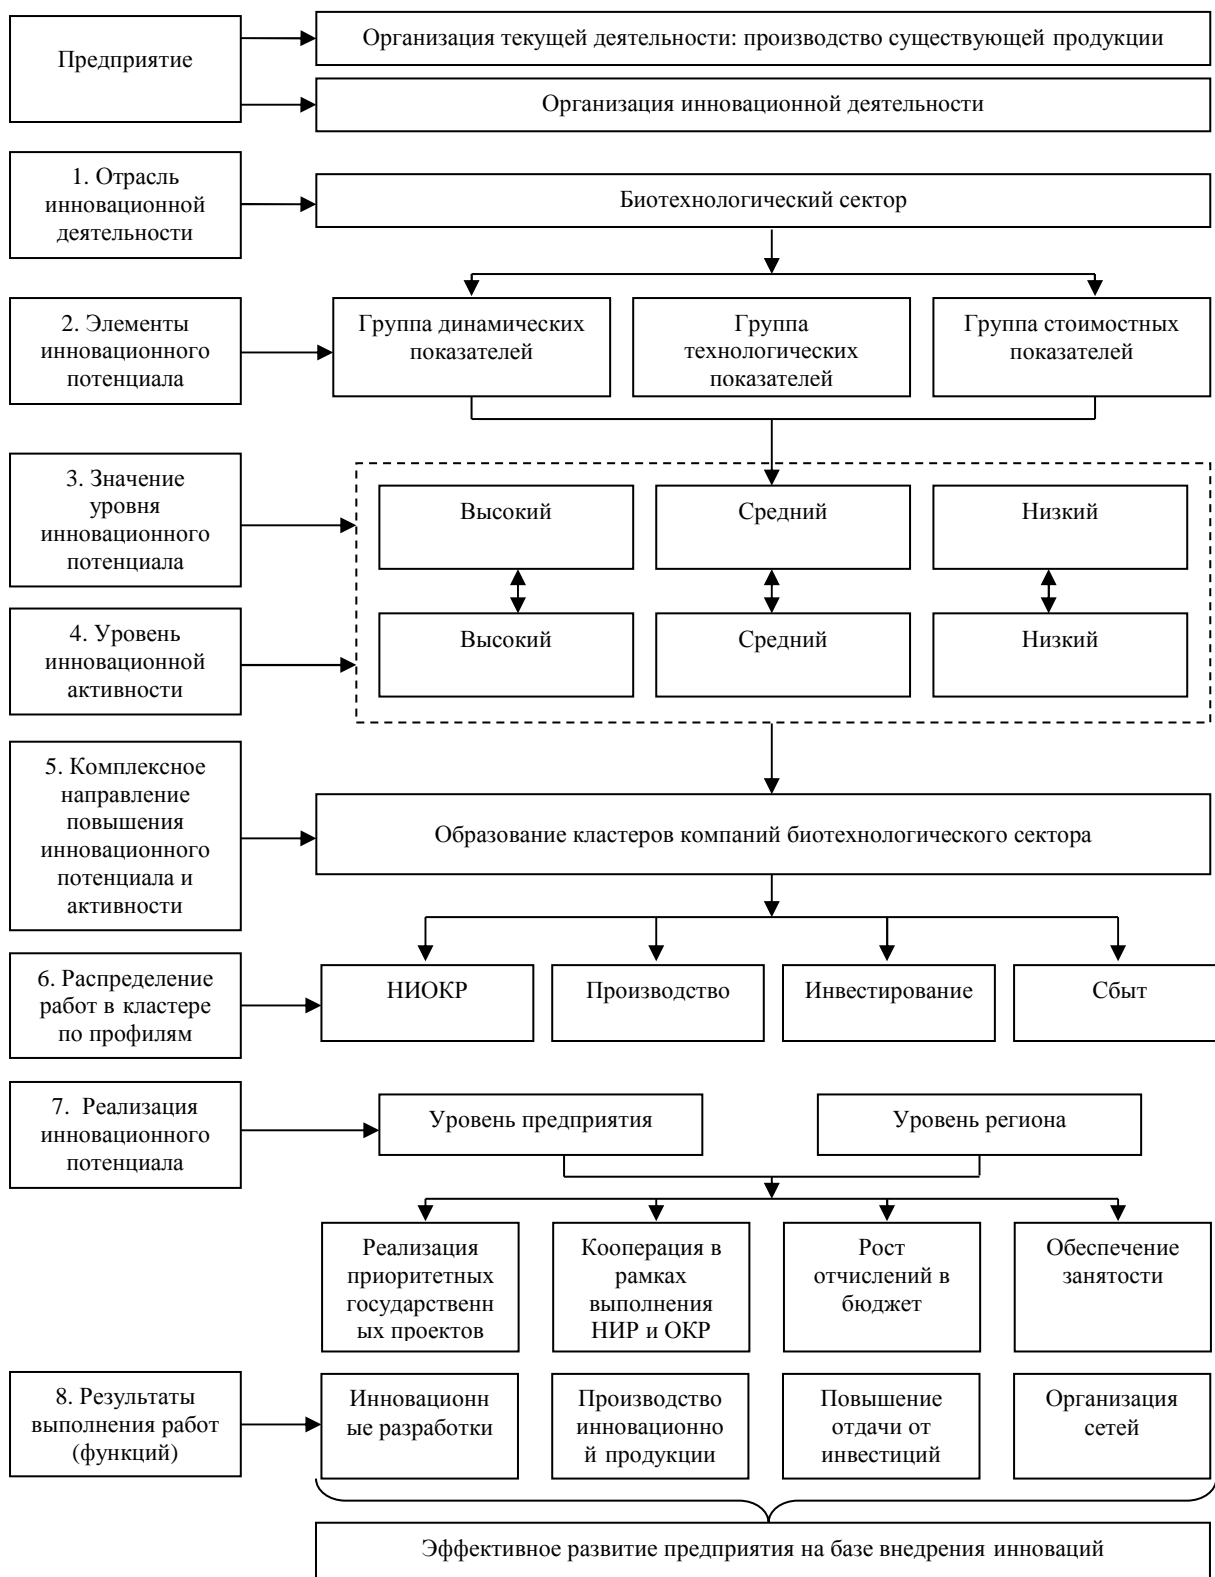 Предприятие
Организация текущей деятельности: производство существующей продукции
Организация инновационной деятельности
1. Отрасль
инновационной
деятельности
Биотехнологический сектор
2. Элементы
инновационного
потенциала
Группа динамических
показателей
Группа
технологических
показателей
Группа стоимостных
показателей
3. Значение
уровня
инновационного
потенциала
Высокий
Средний
Низкий
4. Уровень
инновационной
активности
Высокий
Средний
Низкий
5. Комплексное
направление
повышения
инновационного
потенциала и
активности
Образование кластеров компаний биотехнологического сектора
6. Распределение
работ в кластере
по профилям
НИОКР
Производство
Инвестирование
Сбыт
7. Реализация
инновационного
потенциала
Уровень предприятия
Уровень региона
Реализация
приоритетных
государственн
ых проектов
Кооперация в
рамках
выполнения
НИР и ОКР
Рост
отчислений в
бюджет
Обеспечение
занятости
8. Результаты
выполнения работ
(функций)
Инновационн
ые разработки
Производство
инновационно
й продукции
Повышение
отдачи от
инвестиций
Организация
сетей
Эффективное развитие предприятия на базе внедрения инноваций